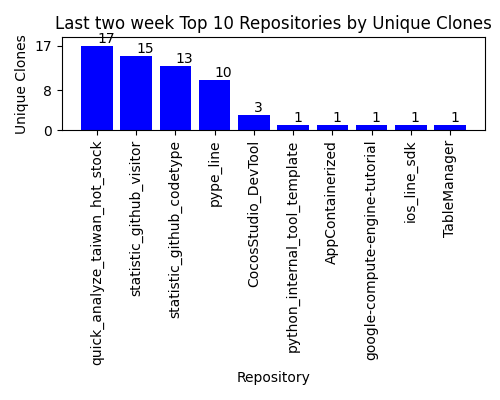 Last two week Top 10 Repositories by Unique Clones
Unique Clones
17
8
0
17
15
13
10
3
1
1
1
1
1
quick_analyze_taiwan_hot_stock
statistic_github_visitor
statistic_github_codetype
pype_line
CocosStudio_DevTool
python_internal_tool_template
AppContainerized
google-compute-engine-tutorial
ios_line_sdk
TableManager
Repository